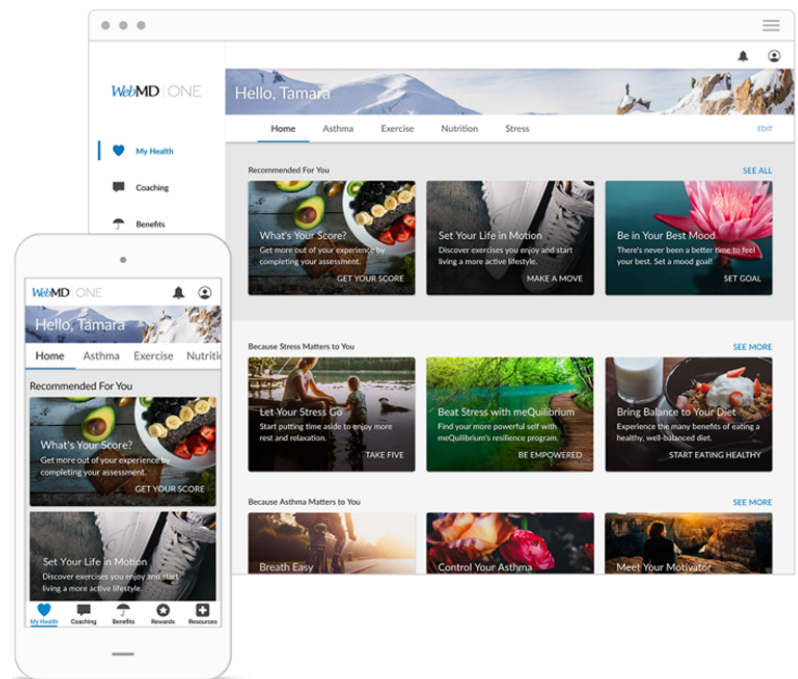 WebMD ONE
My Health
Coaching
Benefits
Hello, Tamara
Home Asthma Exercise Nutrition Stress EDIT
Recommended For You SEE ALL
What's Your Score?
Get more out of your experience by
completing your assessment.
GET YOUR SCORE
Set Your Life in Motion
Discover exercises you enjoy and start
living a more active lifestyle.
MAKE A MOVE
Be in Your Best Mood
There's never been a better time to feel
your best. Set a mood goal!
SET GOAL
Because Stress Matters to You SEE MORE
Let Your Stress Go
Start putting time aside to enjoy more
rest and relaxation.
TAKE FIVE
Beat Stress with meQuilibrium
Find your more powerful self with
meQuilibrium's resilience program.
BE EMPOWERED
Bring Balance to Your Diet
Experience the many benefits of eating a
healthy, well-balanced diet.
START EATING HEALTHY
Because Asthma Matters to You SEE MORE
Breath Easy
Control Your Asthma
Meet Your Motivator
WebMD ONE
Hello, Tamara
Home Asthma Exercise Nutriti
Recommended For You
What's Your Score?
Get more out of your experience by
completing your assessment.
GET YOUR SCORE
Set Your Life in Motion
Discover exercises you enjoy and start
living a more active lifestyle.
My Health Coaching Benefits Rewards Resources